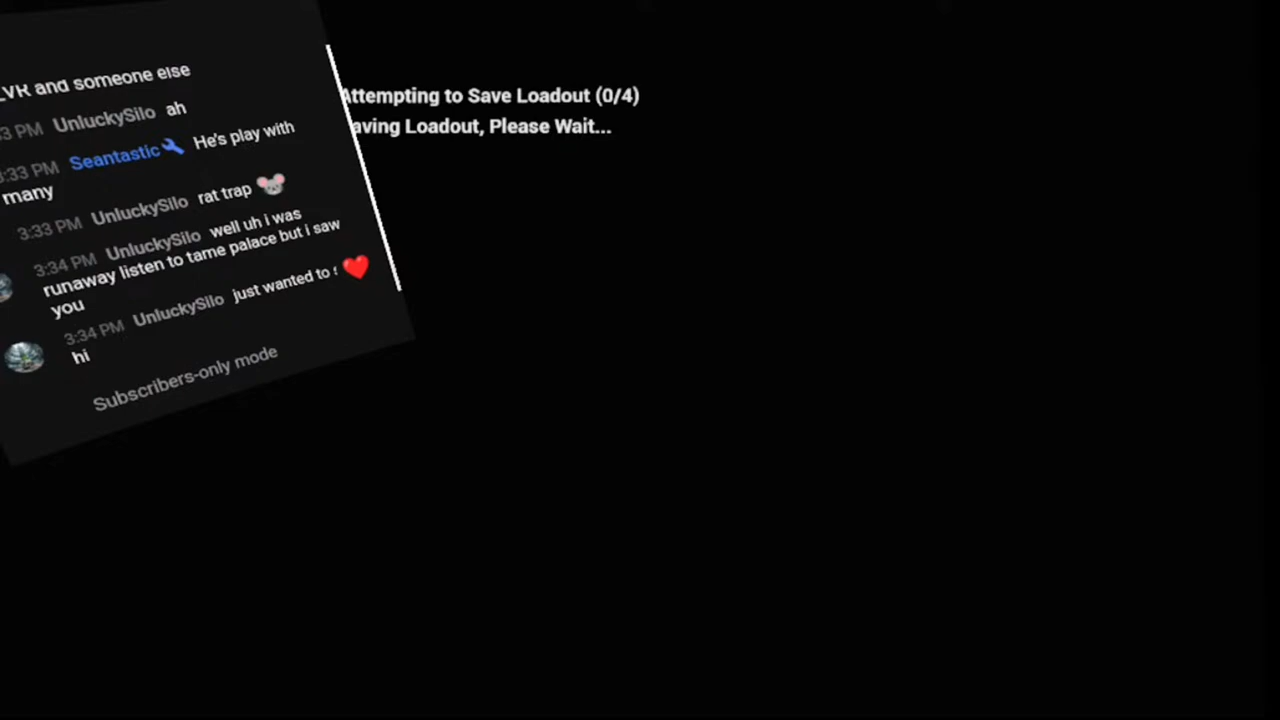 VR and someone else
3 PM UnluckySilo ah
:33 PM Seantastic He's play with
many
3:33 PM UnluckySilo rat trap
3:34 PM UnluckySilo well uh i was
runaway listen to tame palace but i saw
you
3:34 PM UnluckySilo just wanted to
hi
Subscribers-only mode
Attempting to Save Loadout (0/4)
aving Loadout, Please Wait...